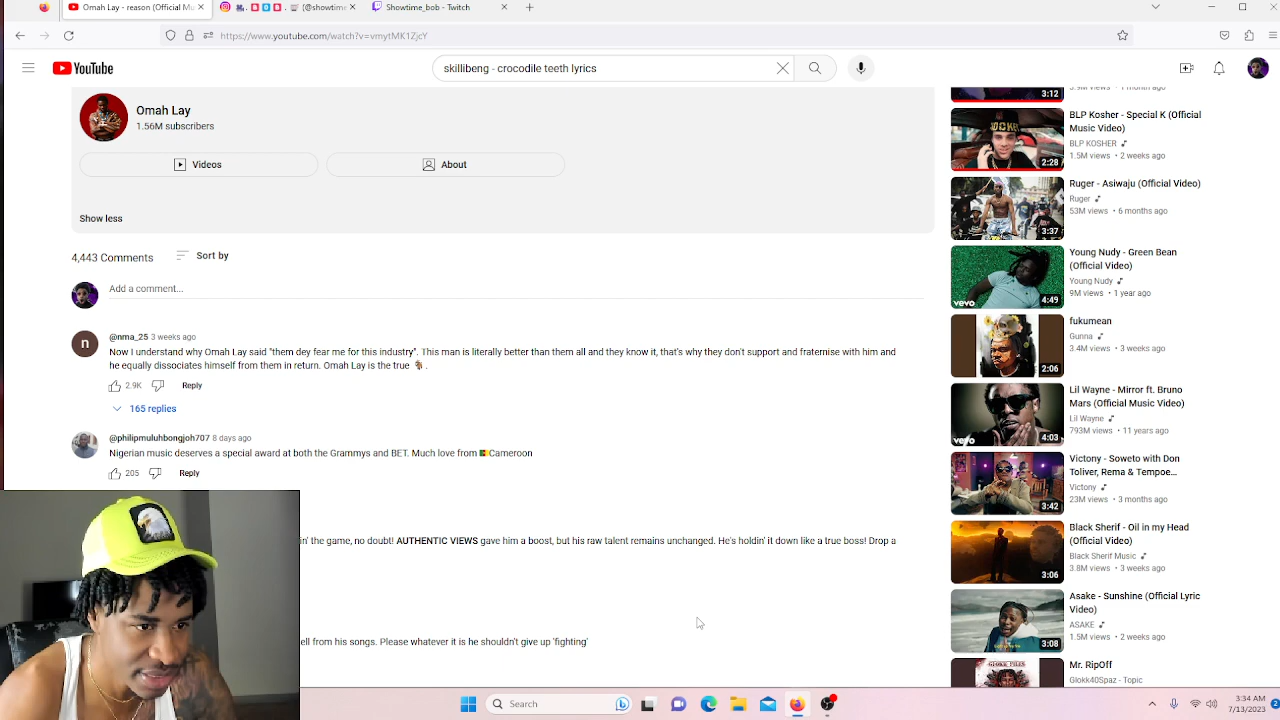 Omah Lay - reason (Official Mu
(@showtime
Showtime_bob - Twitch
https://www.youtube.com/watch?v=vmytMK1ZjcY
YouTube
skillibeng - crocodile teeth lyrics
Omah Lay
1.56M subscribers
Videos
About
Show less
4,443 Comments
Sort by
Add a comment...
n
@nma_25 3 weeks ago
Now I understand why Omah Lay said "them dey fear me for this industry". This man is literally better than them all and they know it, that's why they don't support and fraternise with him and
he equally dissociates himself from them in return. Omah Lay is the true 🐐.
2.9K
Reply
165 replies
@philipmuluhbongjoh707 8 days ago
Nigerian music deserves a special award at both the Grammys and BET. Much love from 🇨🇲Cameroon
205
Reply
the game, no doubt! AUTHENTIC VIEWS gave him a boost, but his raw talent remains unchanged. He's holdin' it down like a true boss! Drop a
ell from his songs. Please whatever it is he shouldn't give up 'fighting'
3:12
3.9M views • 1 month ago
BLP Kosher - Special K (Official
Music Video)
BLP KOSHER
1.5M views • 2 weeks ago
2:28
Ruger - Asiwaju (Official Video)
Ruger
53M views • 6 months ago
3:37
Young Nudy - Green Bean
(Official Video)
Young Nudy
9M views • 1 year ago
vevo
4:49
fukumean
Gunna
3.4M views • 3 weeks ago
2:06
Lil Wayne - Mirror ft. Bruno
Mars (Official Music Video)
Lil Wayne
793M views • 11 years ago
vevo
4:03
Victony - Soweto with Don
Toliver, Rema & Tempoe...
Victony
23M views • 3 months ago
3:42
Black Sherif - Oil in my Head
(Official Video)
Black Sherif Music
3.8M views • 3 weeks ago
3:06
Asake - Sunshine (Official Lyric
Video)
ASAKE
1.5M views • 2 weeks ago
3:08
Mr. RipOff
Glokk40Spaz - Topic
Search
3:34 AM
7/13/2023